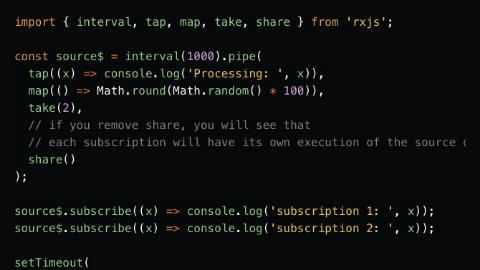 import { interval, tap, map, take, share } from 'rxjs';
const source$ = interval(1000).pipe(
tap((x) => console.log('Processing: ', x)),
map(() => Math.round(Math.random() * 100)),
take(2),
// if you remove share, you will see that
// each subscription will have its own execution of the source
share()
);
source$.subscribe((x) => console.log('subscription 1: ', x));
source$.subscribe((x) => console.log('subscription 2: ', x));
setTimeout(